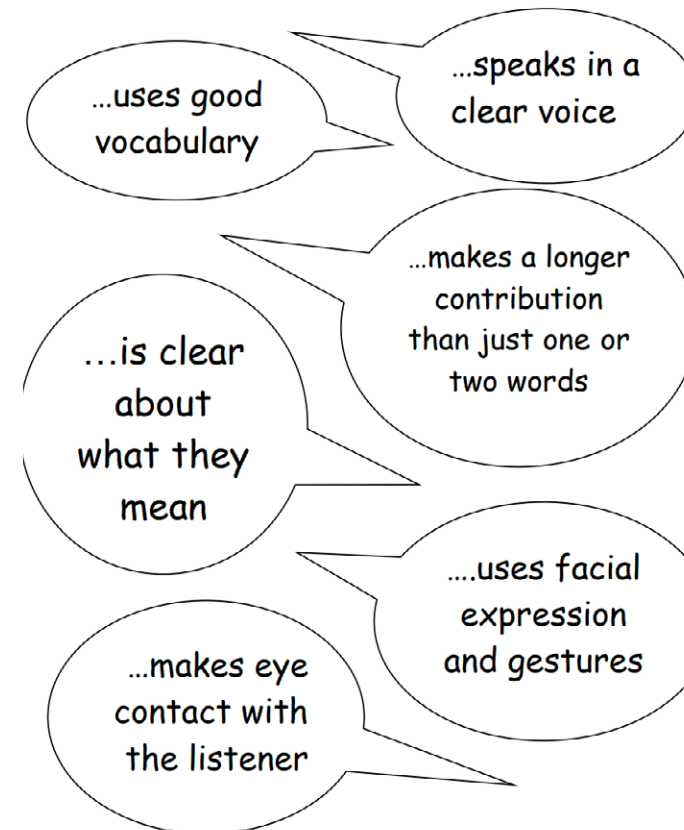 …uses good
vocabulary
…speaks in a
clear voice
…makes a longer
contribution
than just one or
two words
…is clear
about
what they
mean
….uses facial
expression
and gestures
…makes eye
contact with
the listener